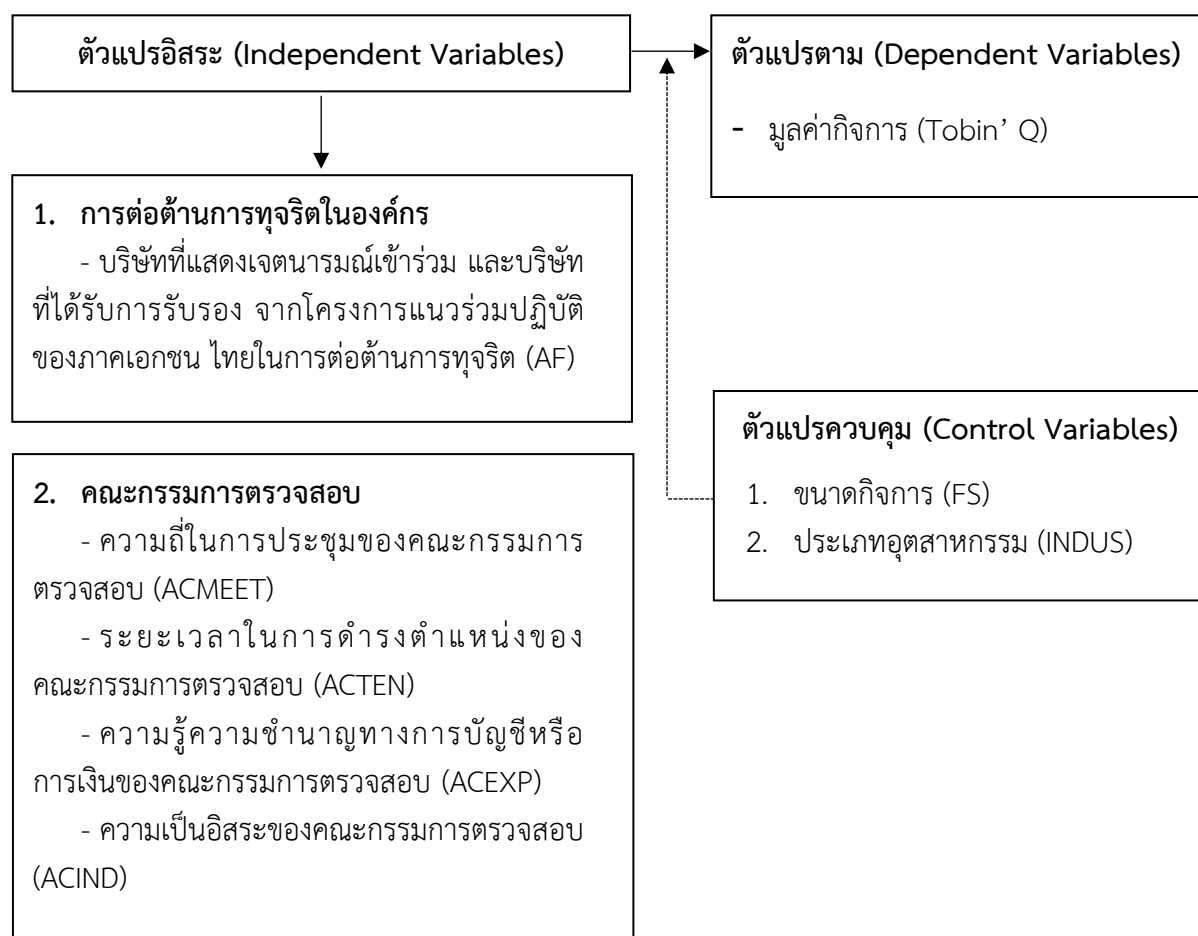 ตัวแปรอิสระ (Independent Variables)
ตัวแปรตาม (Dependent Variables)
- มูลค่ากิจการ (Tobin’ Q)
1. การต่อต้านการทุจริตในองค์กร
- บริษัทที่แสดงเจตนารมณ์เข้าร่วม และบริษัท
ที่ได้รับการรับรอง จากโครงการแนวร่วมปฏิบัติ
ของภาคเอกชน ไทยในการต่อต้านการทุจริต (AF)
2. คณะกรรมการตรวจสอบ
- ความถี่ในการประชุมของคณะกรรมการ
ตรวจสอบ (ACMEET)
- ระยะเวลาในการดำรงตำแหน่งของ
คณะกรรมการตรวจสอบ (ACTEN)
- ความรู้ความชำนาญทางการบัญชีหรือ
การเงินของคณะกรรมการตรวจสอบ (ACEXP)
- ความเป็นอิสระของคณะกรรมการตรวจสอบ
(ACIND)
ตัวแปรควบคุม (Control Variables)
1. ขนาดกิจการ (FS)
2. ประเภทอุตสาหกรรม (INDUS)